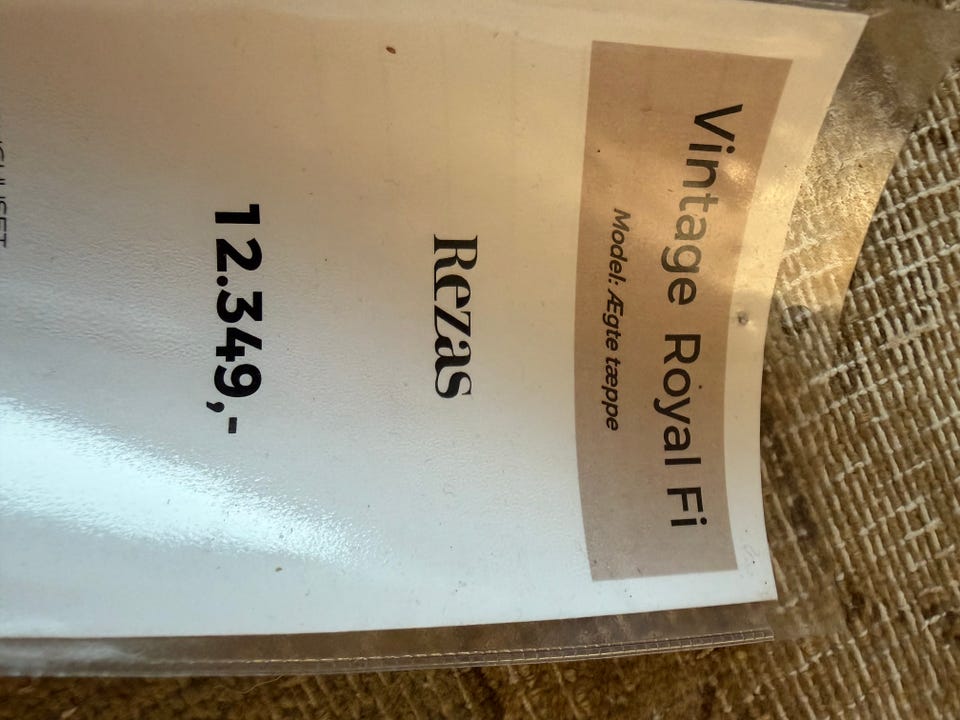 Vintage Royal Fi
Model: Ægte tæppe
Rezas
12.349,-